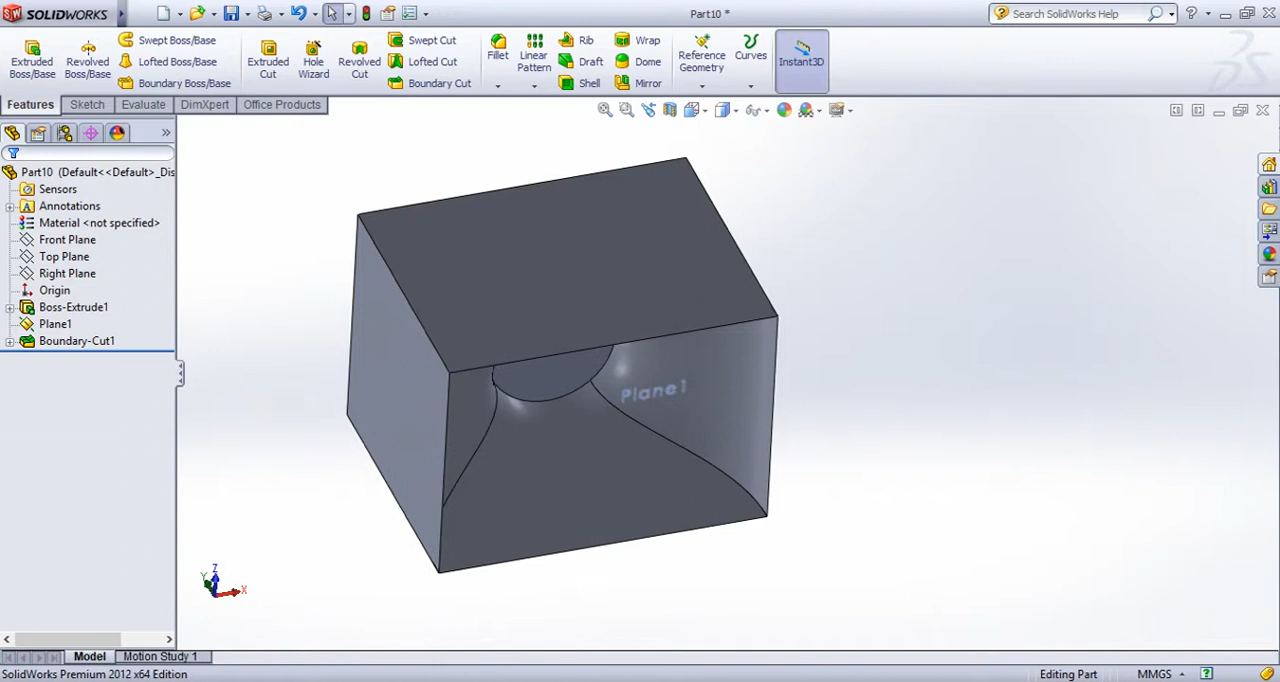 SOLIDWORKS
Part10 *
Search SolidWorks Help
Extruded Boss/Base
Revolved Boss/Base
Swept Boss/Base
Lofted Boss/Base
Boundary Boss/Base
Extruded Cut
Hole Wizard
Revolved Cut
Swept Cut
Lofted Cut
Boundary Cut
Fillet
Linear Pattern
Rib
Draft
Shell
Wrap
Dome
Mirror
Reference Geometry
Curves
Instant3D
Features
Sketch
Evaluate
DimXpert
Office Products
Part10 (Default<<Default>_Dis
Sensors
Annotations
Material <not specified>
Front Plane
Top Plane
Right Plane
Origin
Boss-Extrude1
Plane1
Boundary-Cut1
Plane1
Z
Y
X
Model
Motion Study 1
SolidWorks Premium 2012 x64 Edition
Editing Part
MMGS